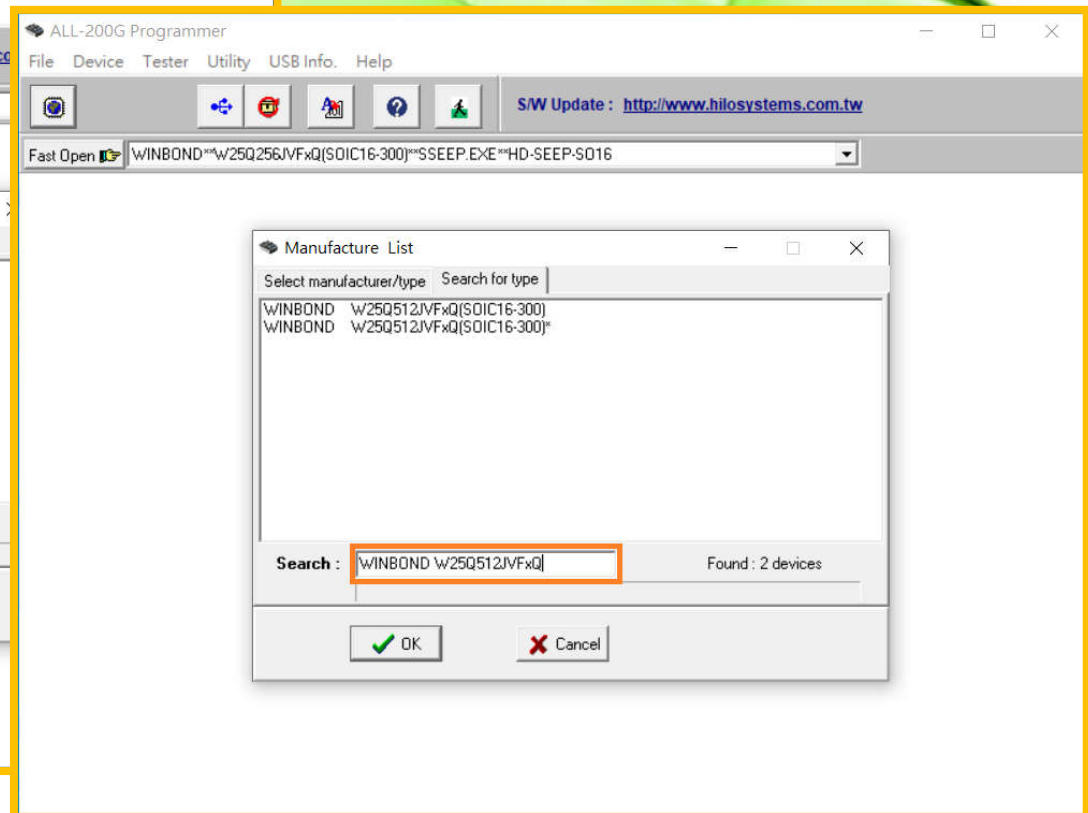 ALL-200G Programmer
File Device Tester Utility USB Info. Help
S/W Update : http://www.hilosystems.com.tw
Fast Open WINBOND**W25Q256JVFxQ(SOIC16-300)**SSEEP.EXE**HD-SEEP-SO16
Manufacture List
Select manufacturer/type Search for type
WINBOND W25Q512JVFxQ(SOIC16-300)
WINBOND W25Q512JVFxQ(SOIC16-300)*
Search : WINBOND W25Q512JVFxQ Found : 2 devices
OK Cancel